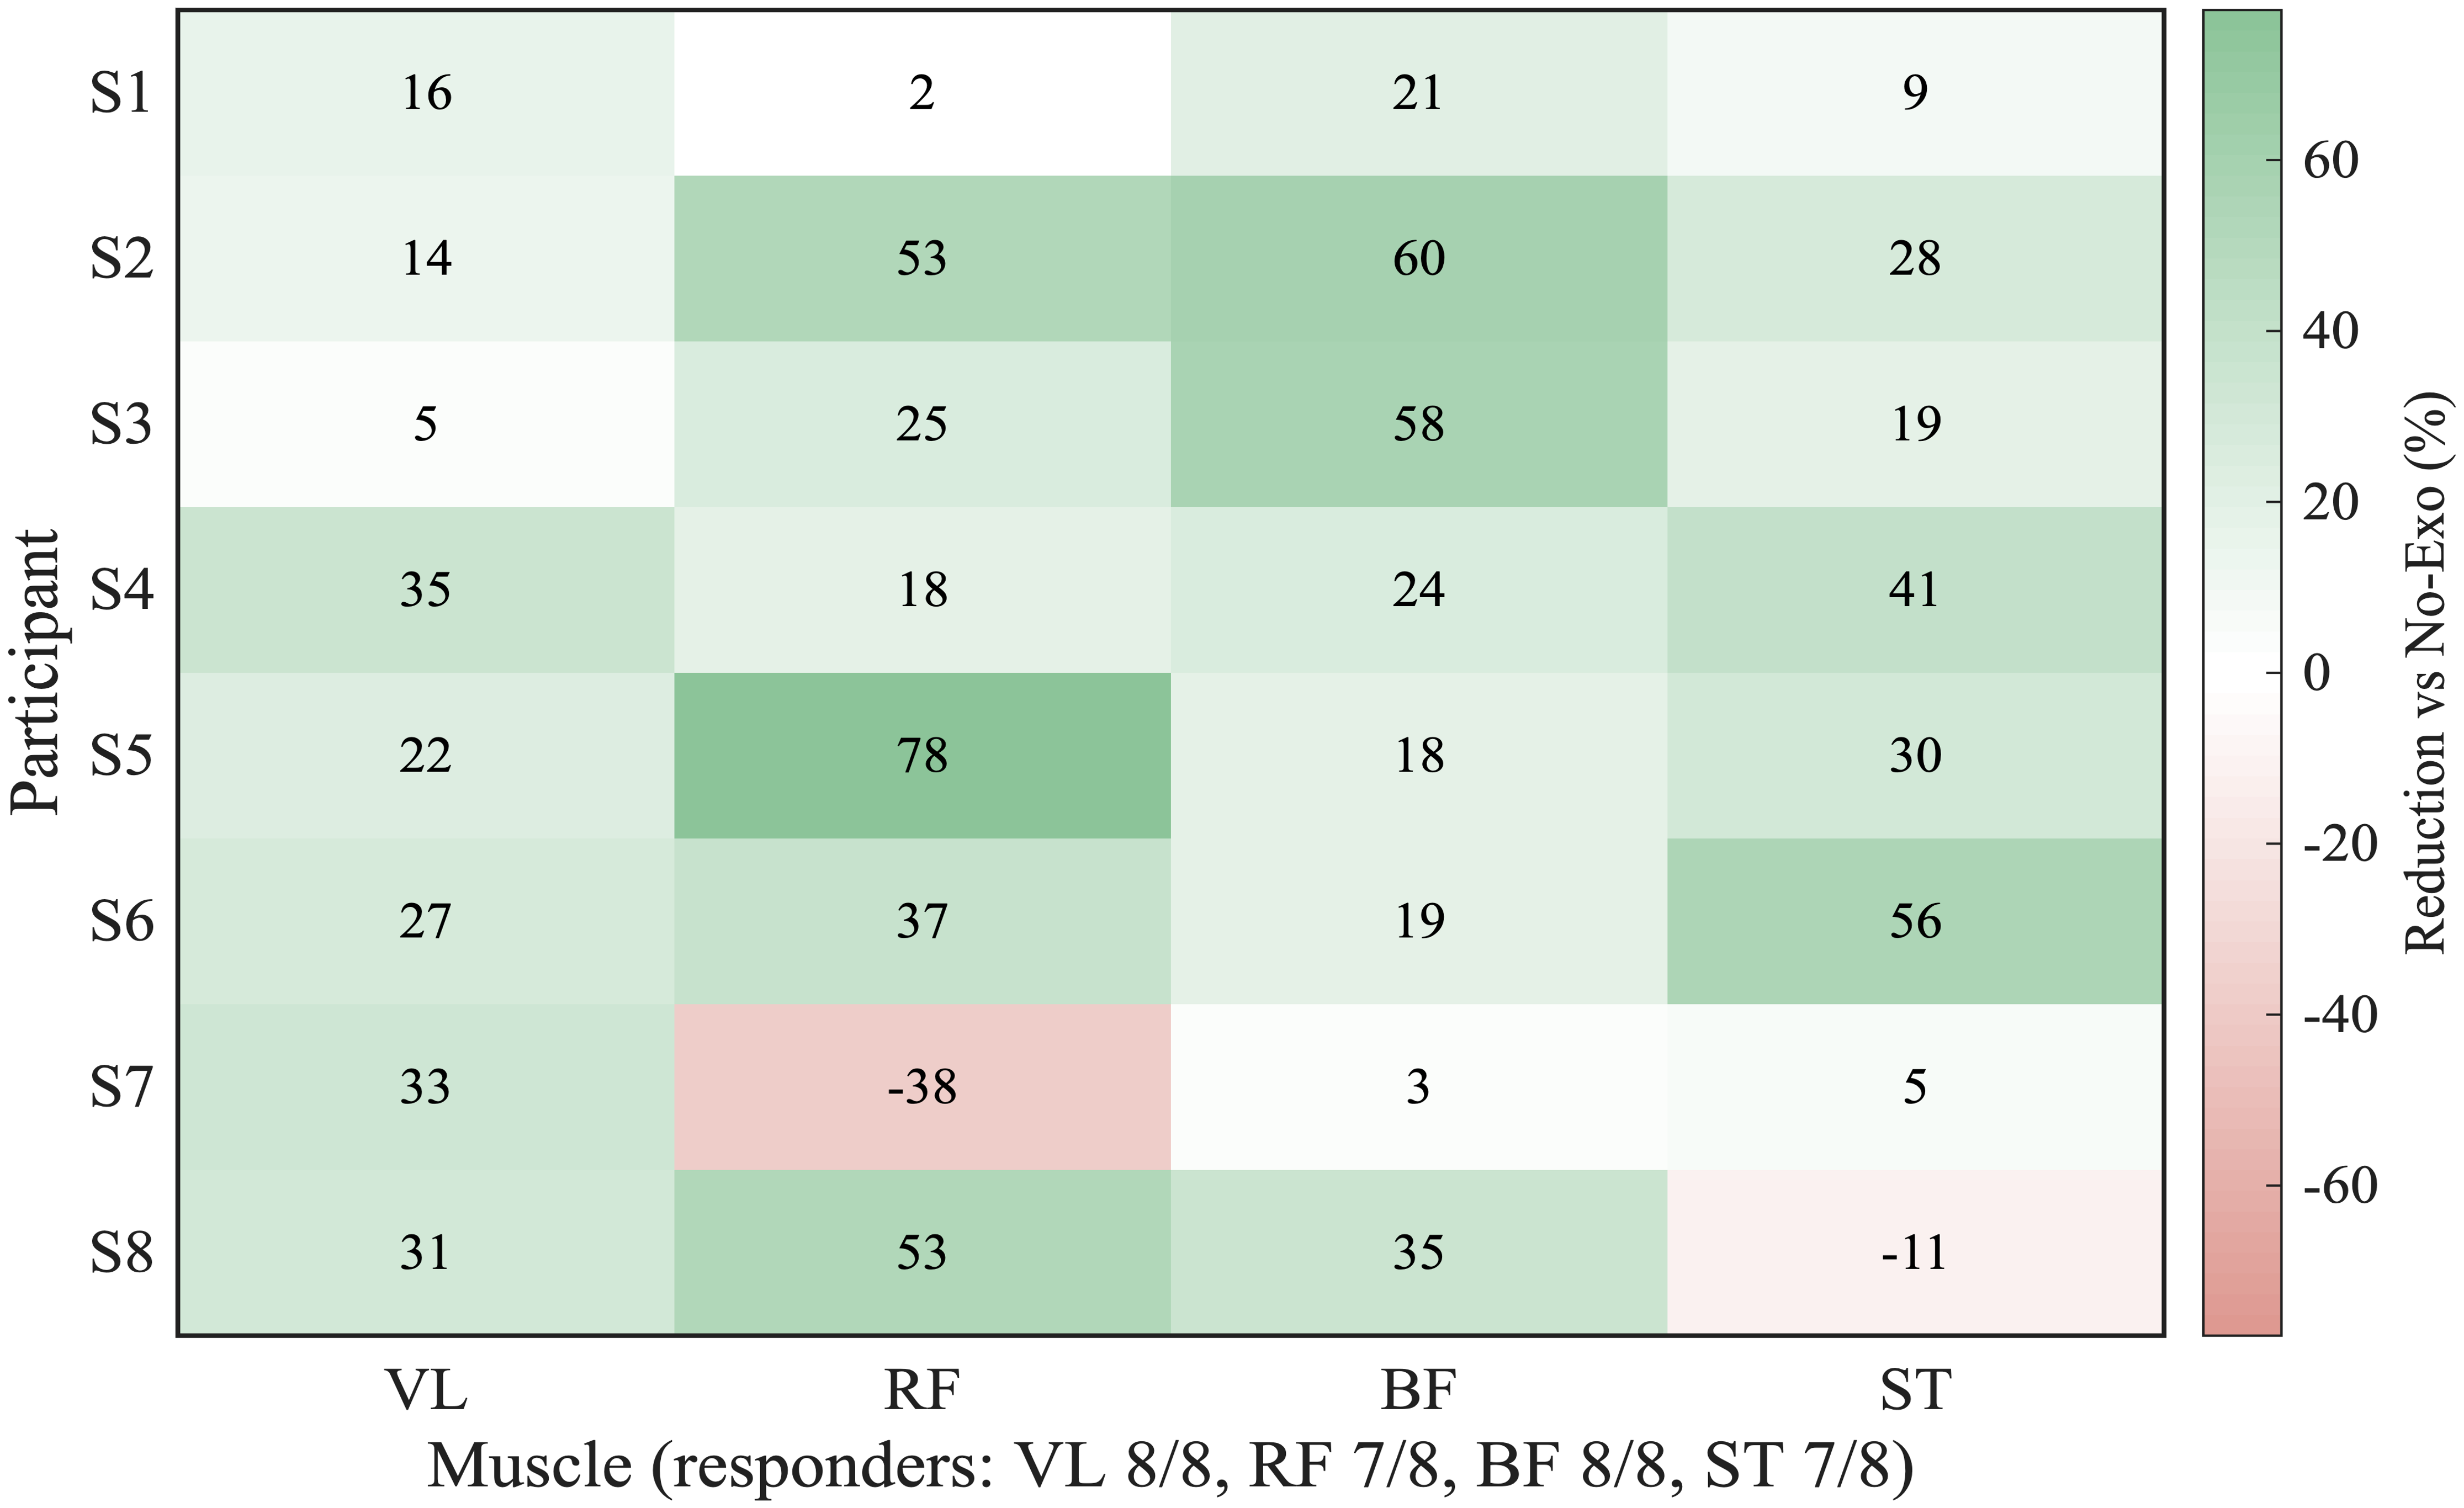 S1 16 2 21 9
S2 14 53 60 28
S3 5 25 58 19
S4 35 18 24 41
S5 22 78 18 30
S6 27 37 19 56
S7 33 -38 3 5
S8 31 53 35 -11
VL RF BF ST
Muscle (responders: VL 8/8, RF 7/8, BF 8/8, ST 7/8)
Participant
60
40
20
0
-20
-40
-60
Reduction vs No-Exo (%)